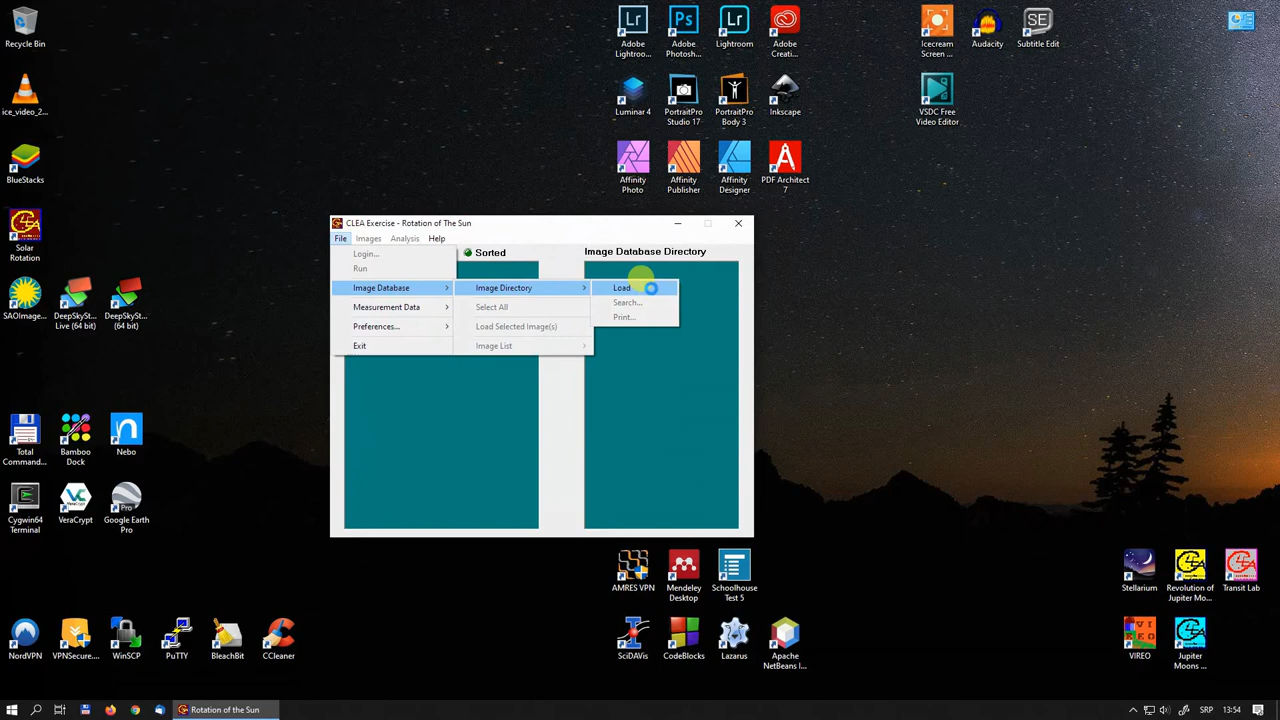 Recycle Bin
ice_video_2...
BlueStacks
Solar
Rotation
SAOImage...
DeepSkySt...
Live (64 bit)
DeepSkySt...
(64 bit)
Total
Comman...
Bamboo
Dock
Nebo
Cygwin64
Terminal
VeraCrypt
Google Earth
Pro
NordVPN
VPNSecure....
WinSCP
PuTTY
BleachBit
CCleaner
Lr
Adobe
Lightroo...
Ps
Adobe
Photosh...
Lr
Lightroom
Adobe
Creati...
Luminar 4
PortraitPro
Studio 17
PortraitPro
Body 3
Inkscape
Affinity
Photo
Affinity
Publisher
Affinity
Designer
PDF Architect
7
Icecream
Screen ...
Audacity
SE
Subtitle Edit
VSDC Free
Video Editor
CLEA Exercise - Rotation of The Sun
File
Images
Analysis
Help
Login...
Run
Image Database
Measurement Data
Preferences...
Exit
Sorted
Image Directory
Select All
Load Selected Image(s)
Image List
Image Database Directory
Load
Search...
Print...
AMRES VPN
Mendeley
Desktop
Schoolhouse
Test 5
SciDAVis
CodeBlocks
Lazarus
Apache
NetBeans I...
Stellarium
Revolution of
Jupiter Mo...
Transit Lab
VIREO
VIREO
Jupiter
Moons ...
Rotation of the Sun
SRP
13:54